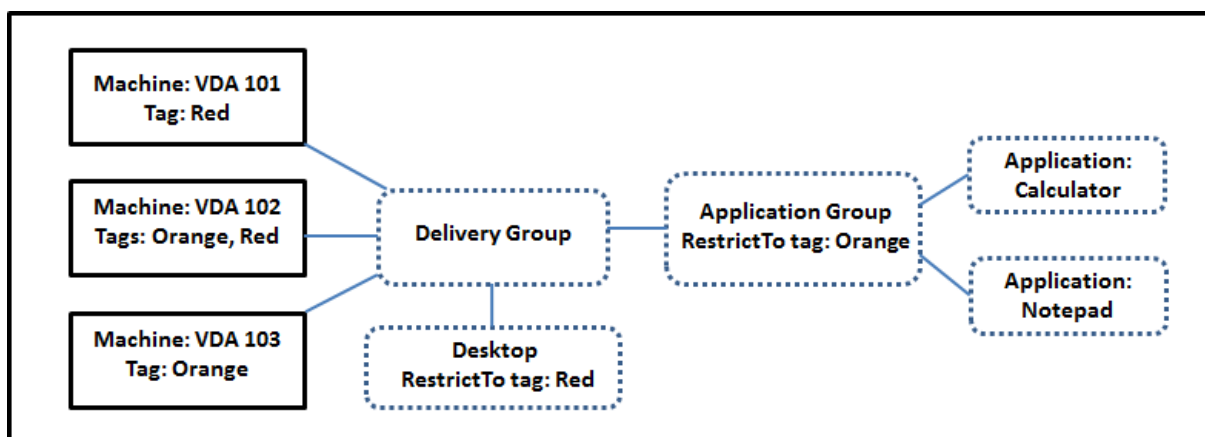 Machine: VDA 101
Tag: Red
Machine: VDA 102
Tags: Orange, Red
Machine: VDA 103
Tag: Orange
Delivery Group
Desktop
RestrictTo tag: Red
Application Group
RestrictTo tag: Orange
Application:
Calculator
Application:
Notepad